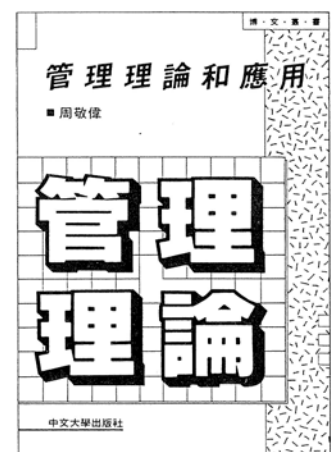 博·文·叢·書
管理理論和應用
■周敬偉
管理
理論
中文大學出版社